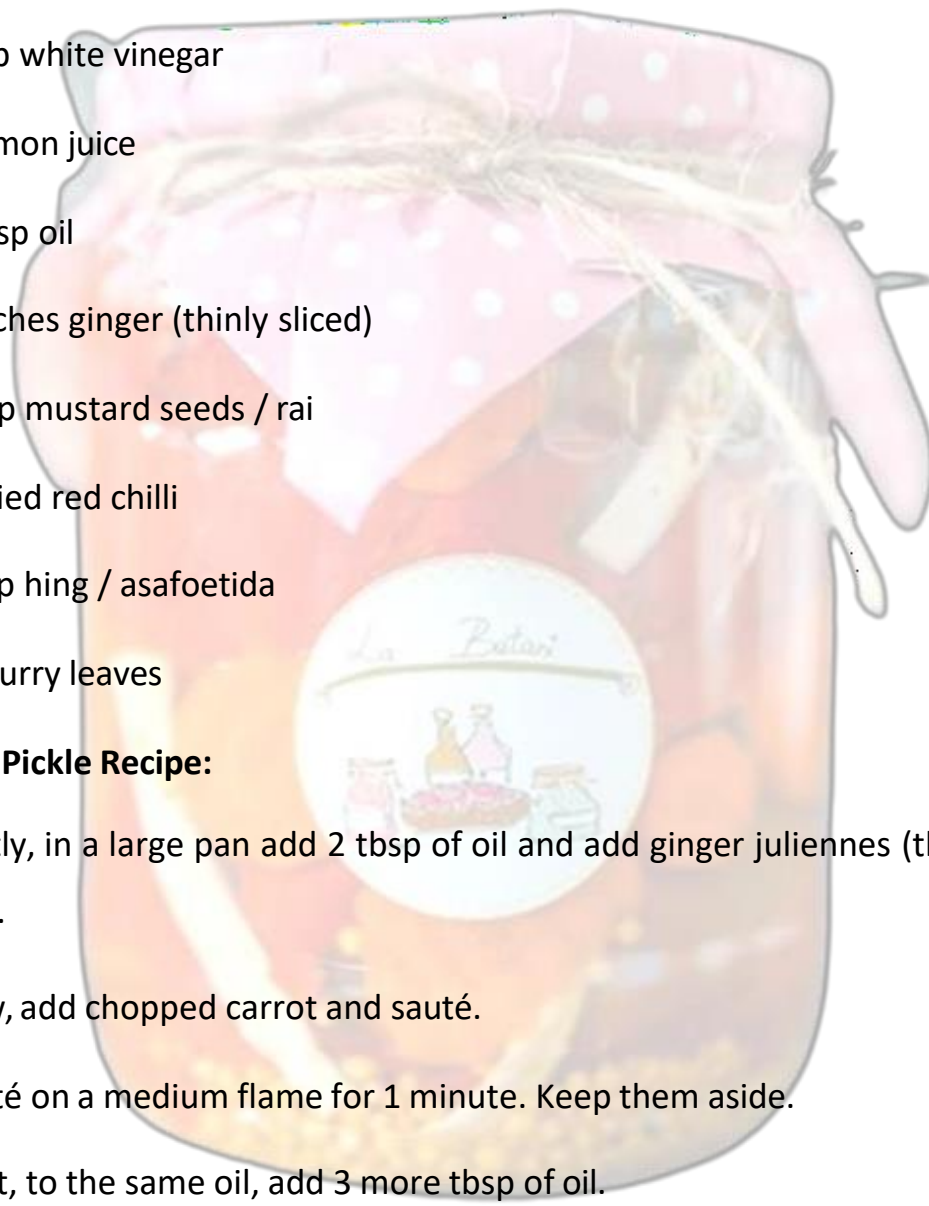 p white vinegar
mon juice
sp oil
ches ginger (thinly sliced)
p mustard seeds / rai
ied red chilli
p hing / asafoetida
urry leaves
Pickle Recipe:
tly, in a large pan add 2 tbsp of oil and add ginger juliennes (th
.
y, add chopped carrot and sauté.
té on a medium flame for 1 minute. Keep them aside.
t, to the same oil, add 3 more tbsp of oil.
La Butari